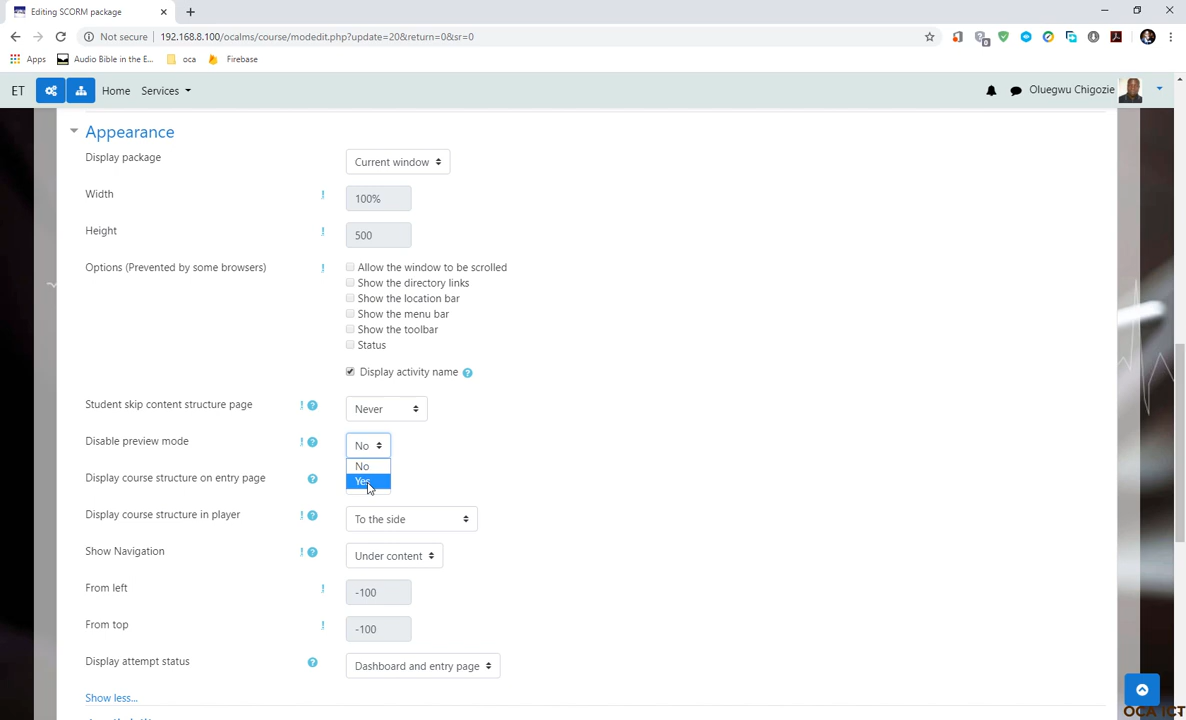 Editing SCORM package
Not secure 192.168.8.100/ocalms/course/modedit.php?update=20&return=0&sr=0
Apps Audio Bible in the E... oca Firebase
ET Home Services Oluegwu Chigozie
Appearance
Display package Current window
Width ! 100%
Height ! 500
Options (Prevented by some browsers) ! Allow the window to be scrolled
Show the directory links
Show the location bar
Show the menu bar
Show the toolbar
Status
Display activity name ?
Student skip content structure page ! ? Never
Disable preview mode ! ? No
No
Display course structure on entry page ? Yes
Display course structure in player ! ? To the side
Show Navigation ! ? Under content
From left ! -100
From top ! -100
Display attempt status ? Dashboard and entry page
Show less...
OCA ICT